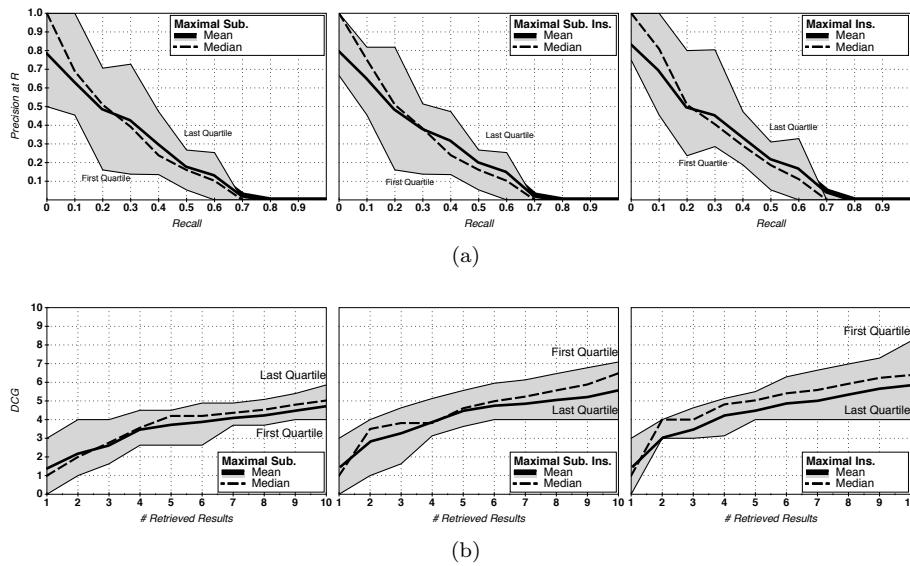 Precision at R
1.0
0.9
0.8
0.7
0.6
0.5
0.4
0.3
0.2
0.1
Maximal Sub.
Mean
Median
Last Quartile
First Quartile
0 0.1 0.2 0.3 0.4 0.5 0.6 0.7 0.8 0.9
Recall
Maximal Sub. Ins.
Mean
Median
Last Quartile
First Quartile
0 0.1 0.2 0.3 0.4 0.5 0.6 0.7 0.8 0.9
Recall
Maximal Ins.
Mean
Median
Last Quartile
First Quartile
0 0.1 0.2 0.3 0.4 0.5 0.6 0.7 0.8 0.9
Recall
(a)
DCG
10
9
8
7
6
5
4
3
2
1
0
Last Quartile
First Quartile
Maximal Sub.
Mean
Median
1 2 3 4 5 6 7 8 9 10
# Retrieved Results
First Quartile
Last Quartile
Maximal Sub. Ins.
Mean
Median
1 2 3 4 5 6 7 8 9 10
# Retrieved Results
First Quartile
Last Quartile
Maximal Ins.
Mean
Median
1 2 3 4 5 6 7 8 9 1
# Retrieved Results
(b)